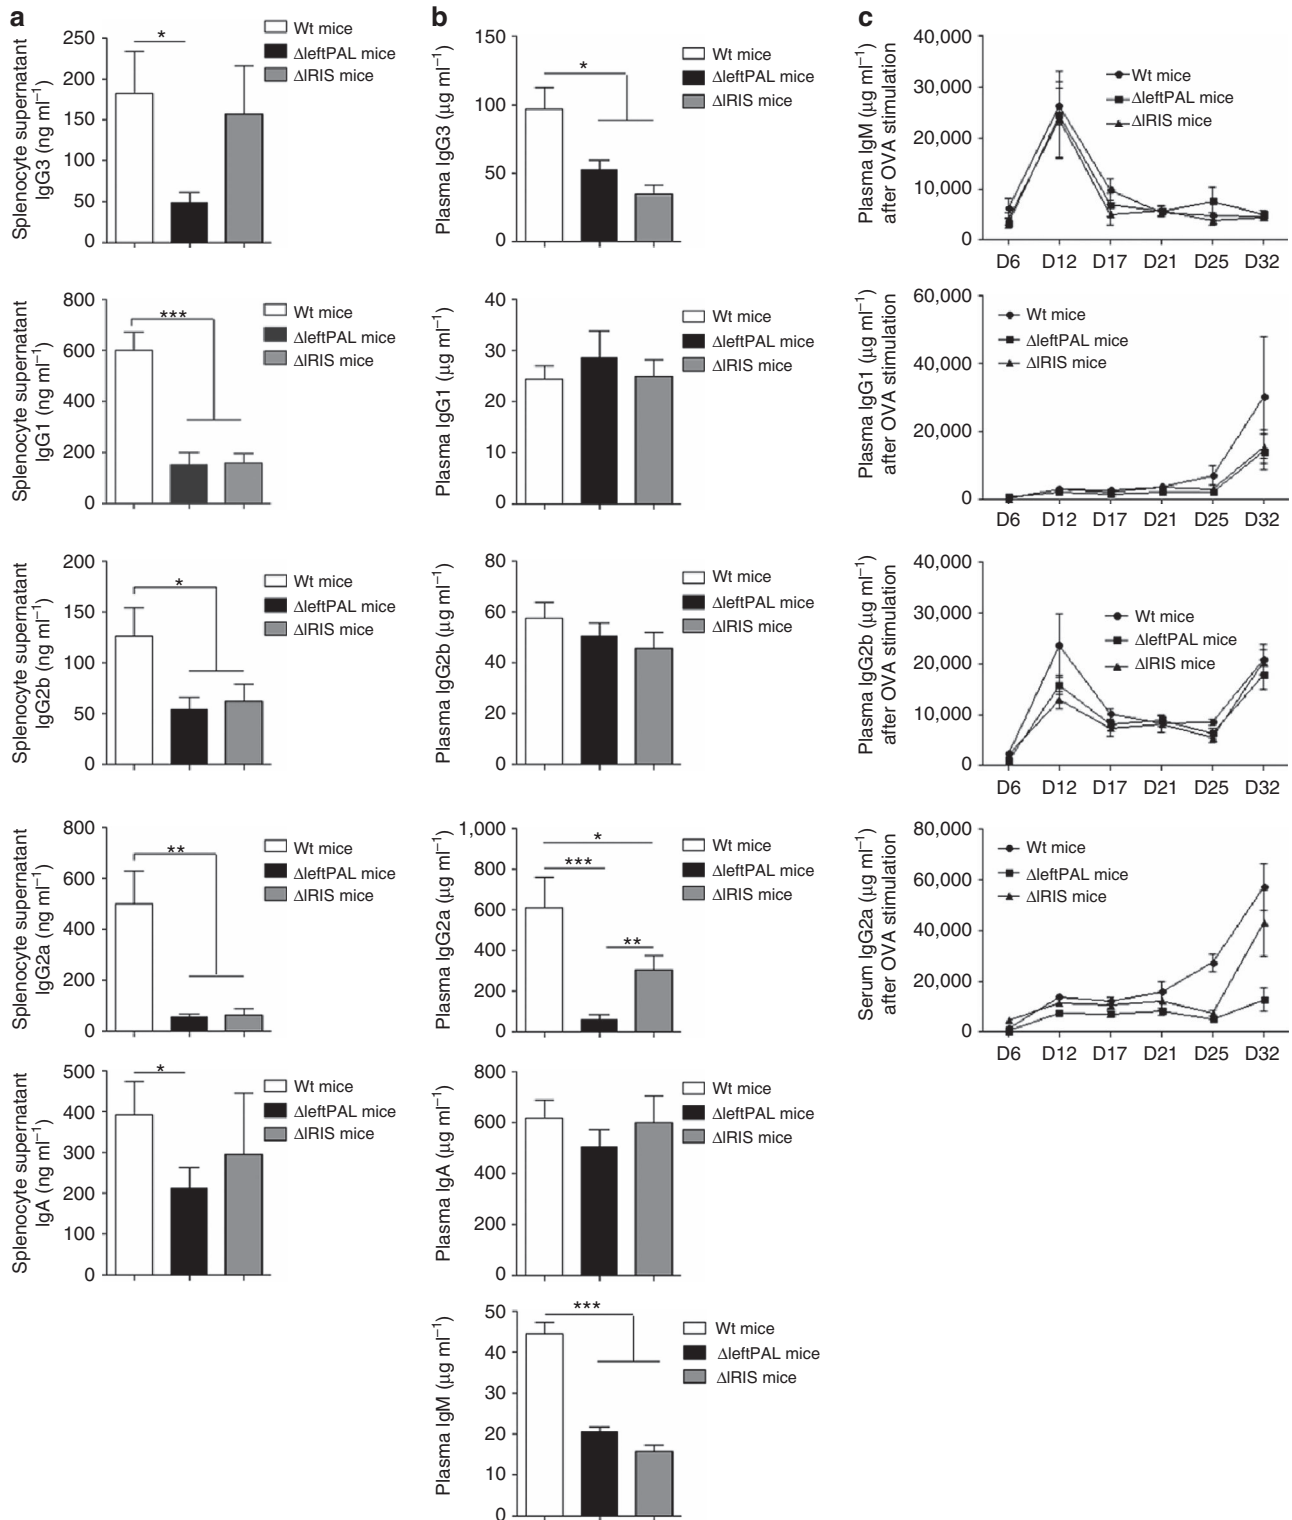 a
Splenocyte supernatant
IgG3 (ng ml⁻¹)
250
200
150
100
50
0
*
Wt mice
ΔleftPAL mice
ΔIRIS mice
Splenocyte supernatant
IgG1 (ng ml⁻¹)
800
600
400
200
0
***
Wt mice
ΔleftPAL mice
ΔIRIS mice
Splenocyte supernatant
IgG2b (ng ml⁻¹)
200
150
100
50
0
*
Wt mice
ΔleftPAL mice
ΔIRIS mice
Splenocyte supernatant
IgG2a (ng ml⁻¹)
800
600
400
200
0
**
Wt mice
ΔleftPAL mice
ΔIRIS mice
Splenocyte supernatant
IgA (ng ml⁻¹)
500
400
300
200
100
0
*
Wt mice
ΔleftPAL mice
ΔIRIS mice
b
Plasma IgG3 (μg ml⁻¹)
150
100
50
0
*
Wt mice
ΔleftPAL mice
ΔIRIS mice
Plasma IgG1 (μg ml⁻¹)
40
30
20
10
0
Wt mice
ΔleftPAL mice
ΔIRIS mice
Plasma IgG2b (μg ml⁻¹)
80
60
40
20
0
Wt mice
ΔleftPAL mice
ΔIRIS mice
Plasma IgG2a (μg ml⁻¹)
1,000
800
600
400
200
0
*
***
**
Wt mice
ΔleftPAL mice
ΔIRIS mice
Plasma IgA (μg ml⁻¹)
800
600
400
200
0
Wt mice
ΔleftPAL mice
ΔIRIS mice
Plasma IgM (μg ml⁻¹)
50
40
30
20
10
0
***
Wt mice
ΔleftPAL mice
ΔIRIS mice
c
Plasma IgM (μg ml⁻¹)
after OVA stimulation
40,000
30,000
20,000
10,000
0
Wt mice
ΔleftPAL mice
ΔIRIS mice
D6 D12 D17 D21 D25 D32
Plasma IgG1 (μg ml⁻¹)
after OVA stimulation
60,000
40,000
20,000
0
Wt mice
ΔleftPAL mice
ΔIRIS mice
D6 D12 D17 D21 D25 D32
Plasma IgG2b (μg ml⁻¹)
after OVA stimulation
40,000
30,000
20,000
10,000
0
Wt mice
ΔleftPAL mice
ΔIRIS mice
D6 D12 D17 D21 D25 D32
Serum IgG2a (μg ml⁻¹)
after OVA stimulation
80,000
60,000
40,000
20,000
0
Wt mice
ΔleftPAL mice
ΔIRIS mice
D6 D12 D17 D21 D25 D32